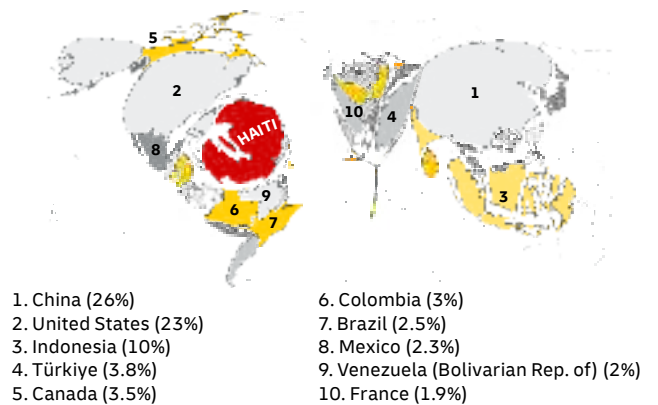 5
2
HAITI
1
10
4
8
9
3
6
7
1. China (26%)
2. United States (23%)
3. Indonesia (10%)
4. Türkiye (3.8%)
5. Canada (3.5%)
6. Colombia (3%)
7. Brazil (2.5%)
8. Mexico (2.3%)
9. Venezuela (Bolivarian Rep. of) (2%)
10. France (1.9%)